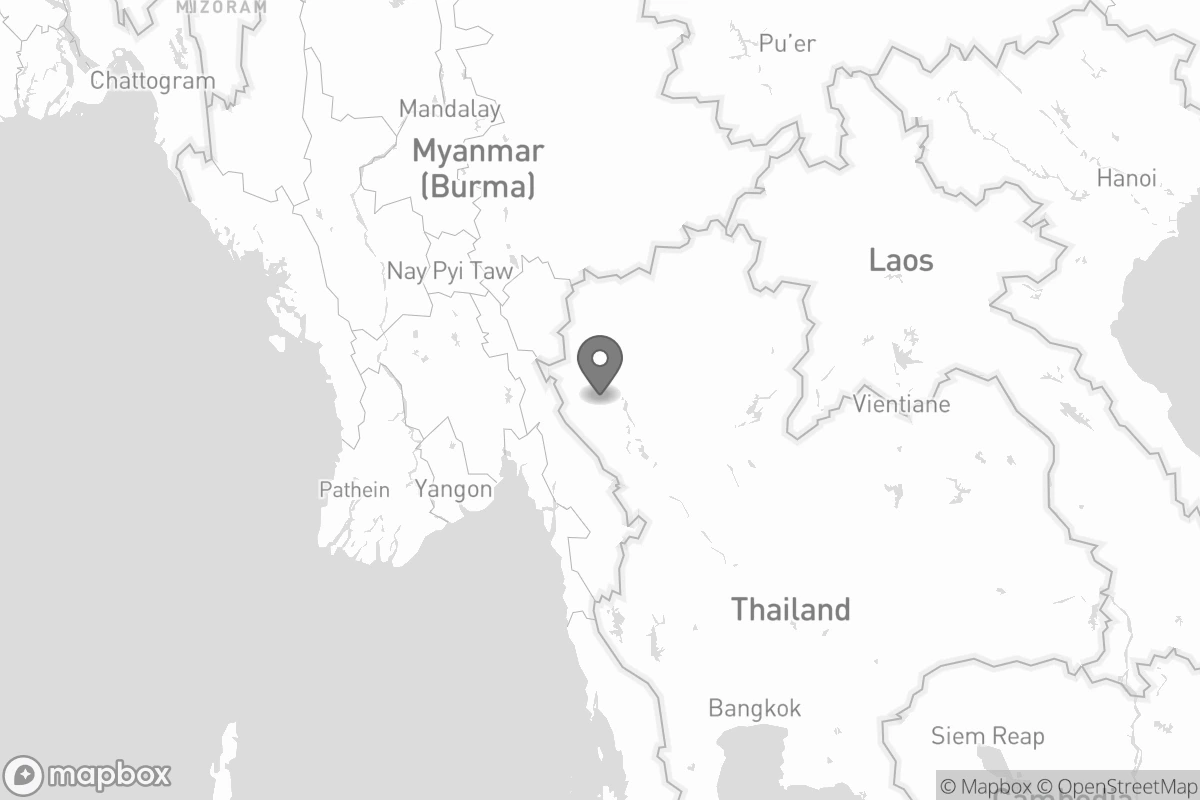 MIZORAM
Pu'er
Chattogram
Mandalay
Myanmar
(Burma)
Hanoi
Laos
Nay Pyi Taw
Vientiane
Pathein
Yangon
Thailand
Bangkok
Siem Reap
mapbox
© Mapbox © OpenStreetMap
Cambodia